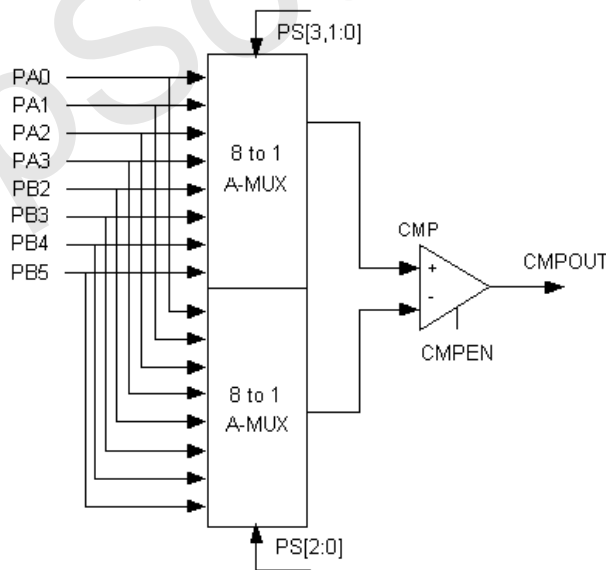 PS[3,1:0]
PA0
PA1
PA2
PA3
PB2
PB3
PB4
PB5
8 to 1
A-MUX
CMP
+
-
CMPOUT
CMPEN
8 to 1
A-MUX
PS[2:0]